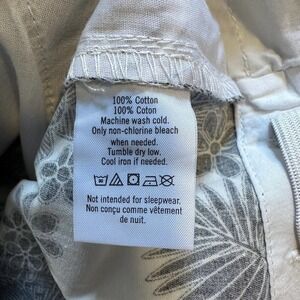 100% Cotton
100% Coton
Machine wash cold.
Only non-chlorine bleach
when needed.
Tumble dry low.
Cool iron if needed.
Not intended for sleepwear.
Non conçu comme vêtement
de nuit.